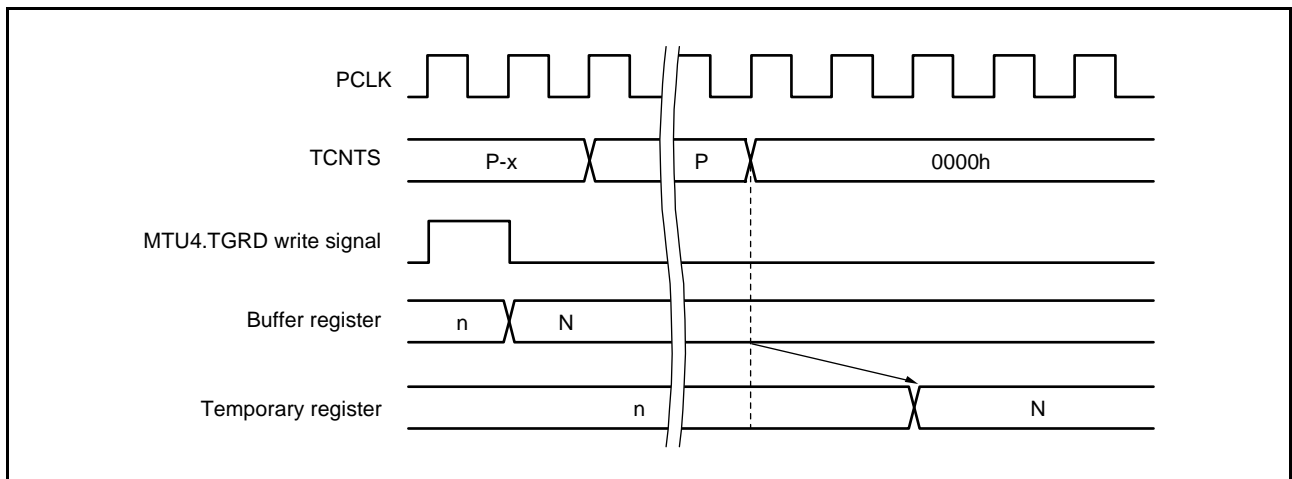 PCLK
TCNTS P-x P 0000h
MTU4.TGRD write signal
Buffer register n N
Temporary register n N